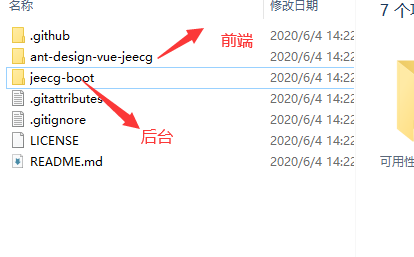 名称 修改日期 7 个项
.github 2020/6/4 14:22
前端
ant-design-vue-jeecg 2020/6/4 14:22
jeecg-boot 2020/6/4 14:22
.gitattributes 2020/6/4 14:22
.gitignore 2020/6/4 14:22
后台
LICENSE 2020/6/4 14:22
README.md 2020/6/4 14:22
可用性